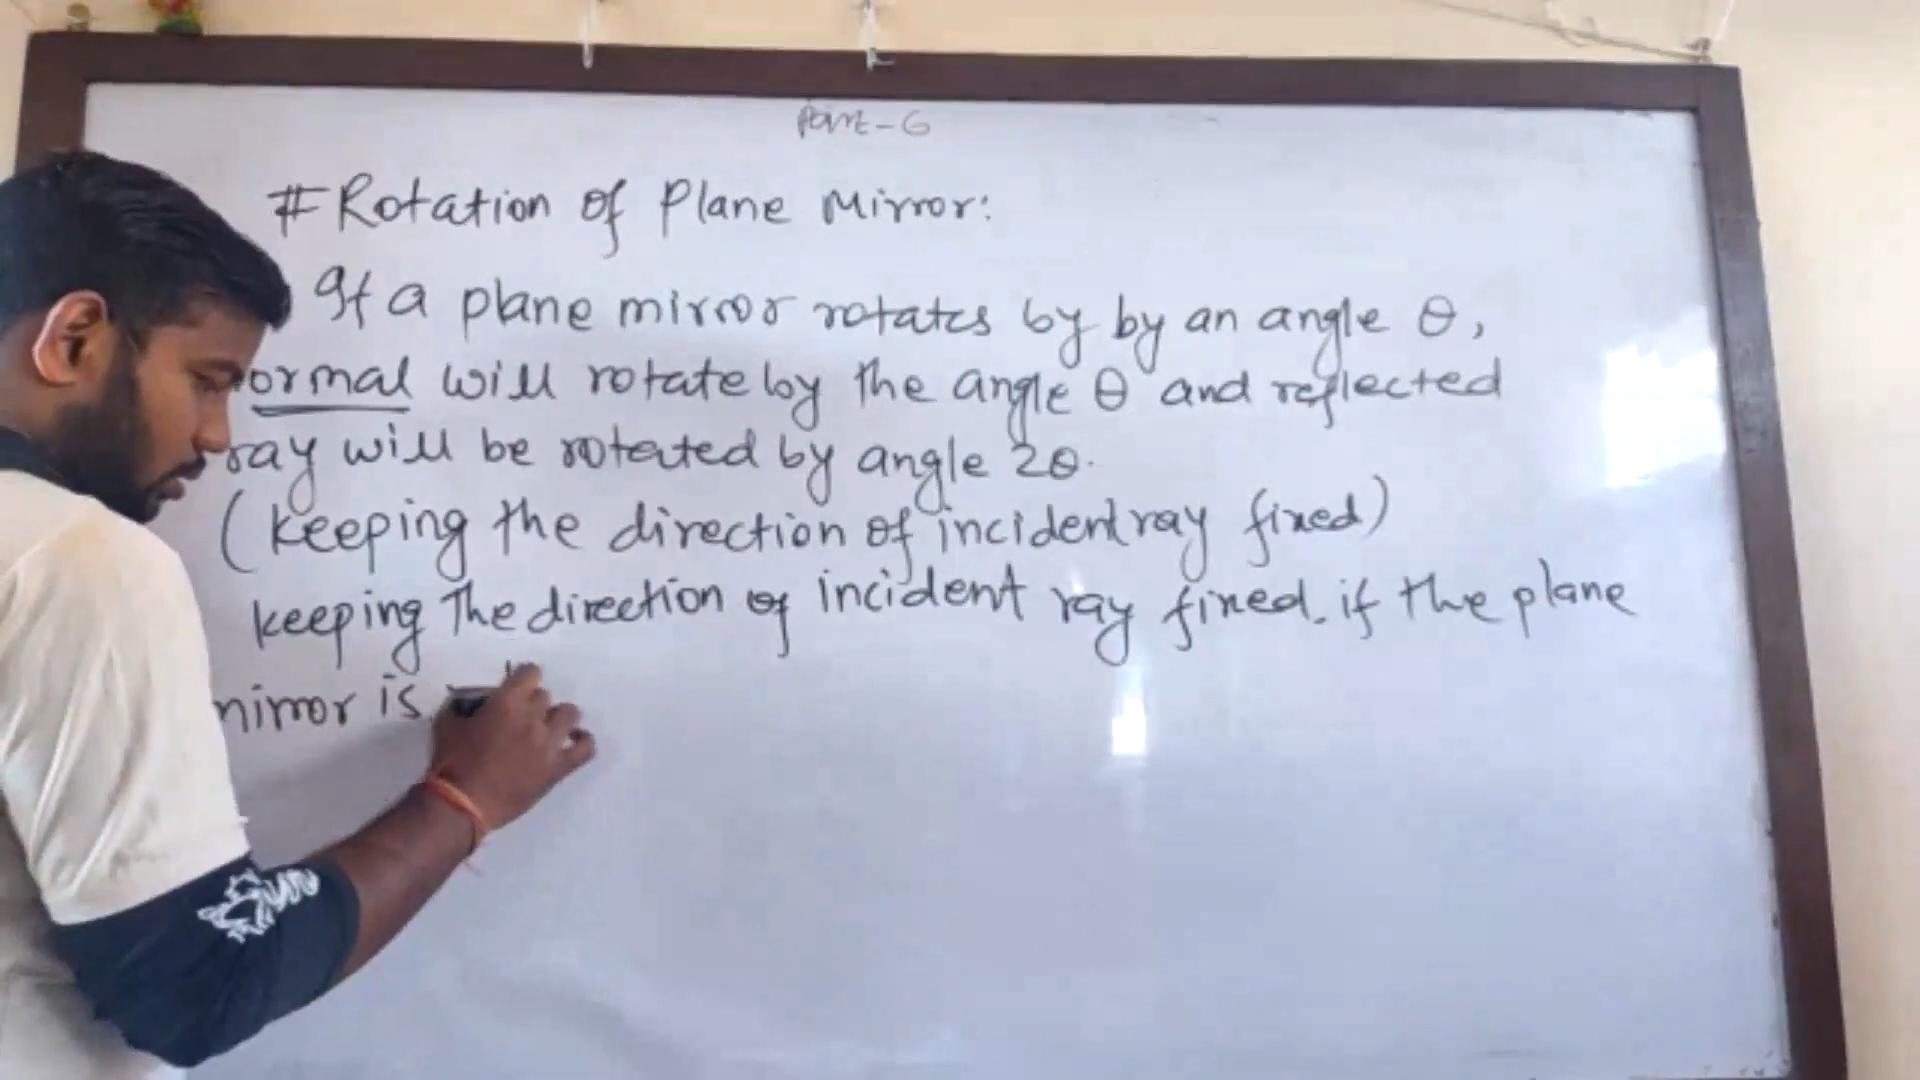 Part-6
#Rotation of Plane Mirror:
If a plane mirror rotates by by an angle θ,
ormal will rotate by the angle θ and reflected
ray will be rotated by angle 2θ.
(keeping the direction of incident ray fixed)
keeping The direction of incident ray fixed. if the plane
mirror is